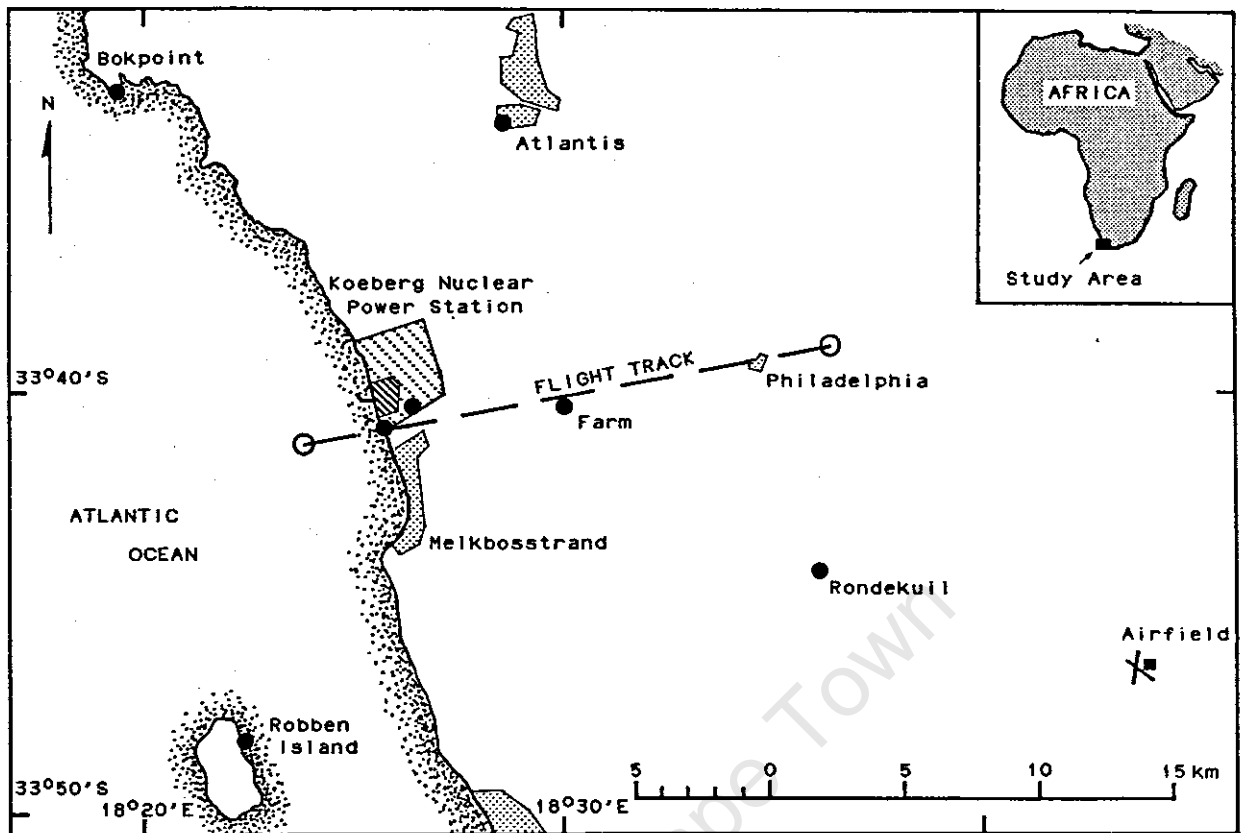 Bokpoint
N
Atlantis
AFRICA
Study Area
Koeberg Nuclear
Power Station
33°40'S
FLIGHT TRACK
Philadelphia
Farm
ATLANTIC
OCEAN
Melkbosstrand
Rondekuil
Airfield
Robben
Island
33°50'S
18°20'E
18°30'E
5 0 5 10 15 km
Town